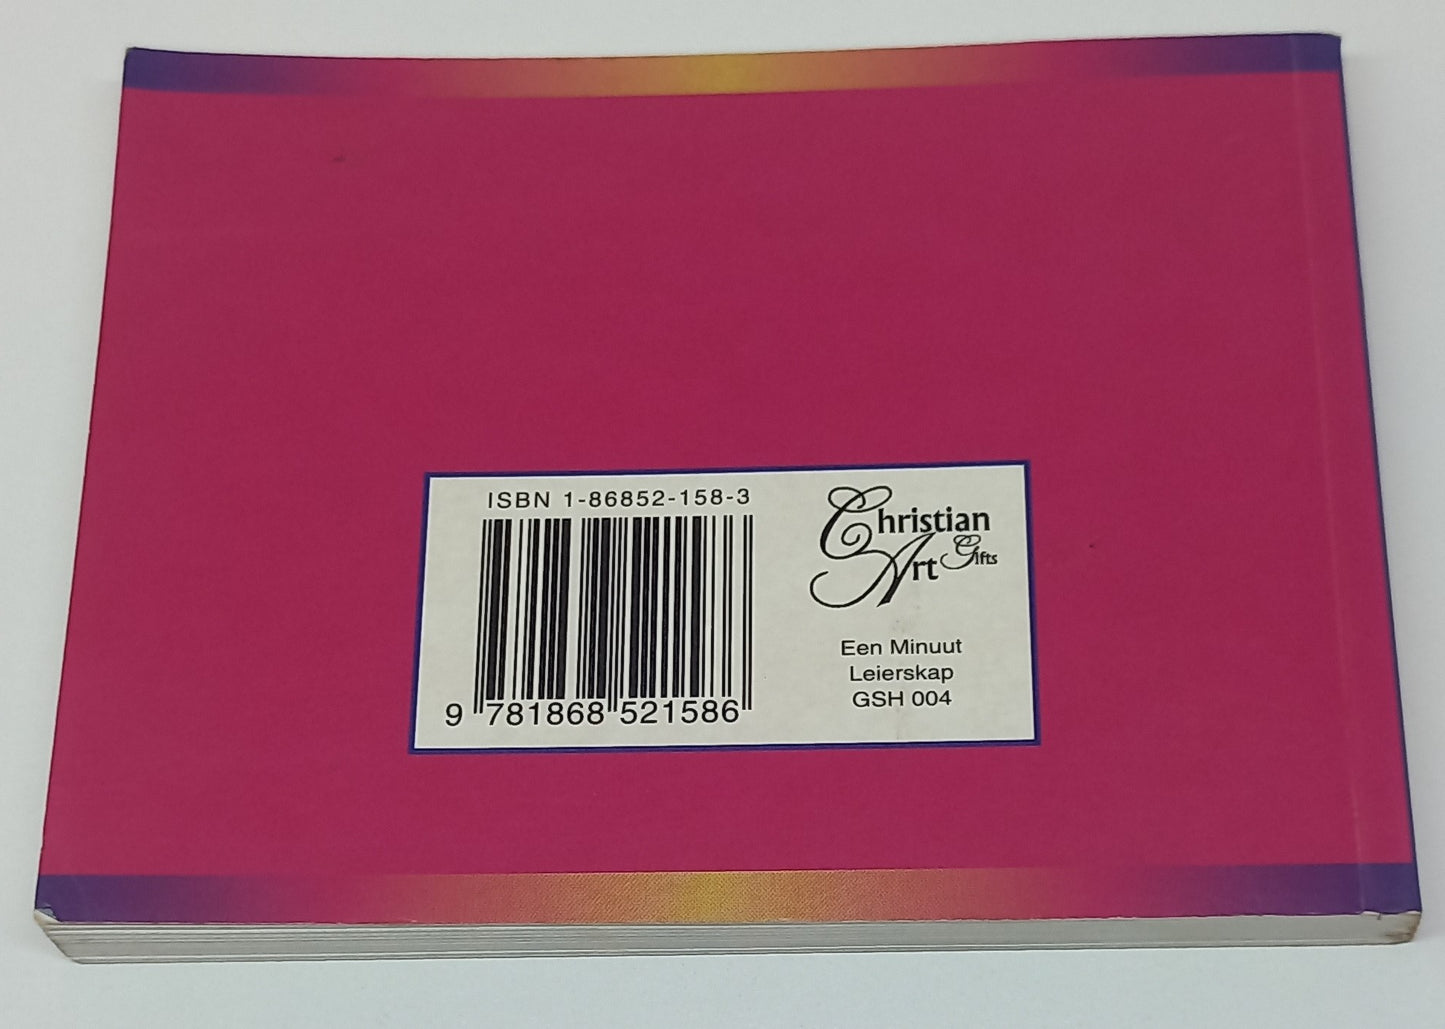 ISBN 1-86852-158-3
9 781868 521586
Christian
Art Gifts
Een Minuut
Leierskap
GSH 004